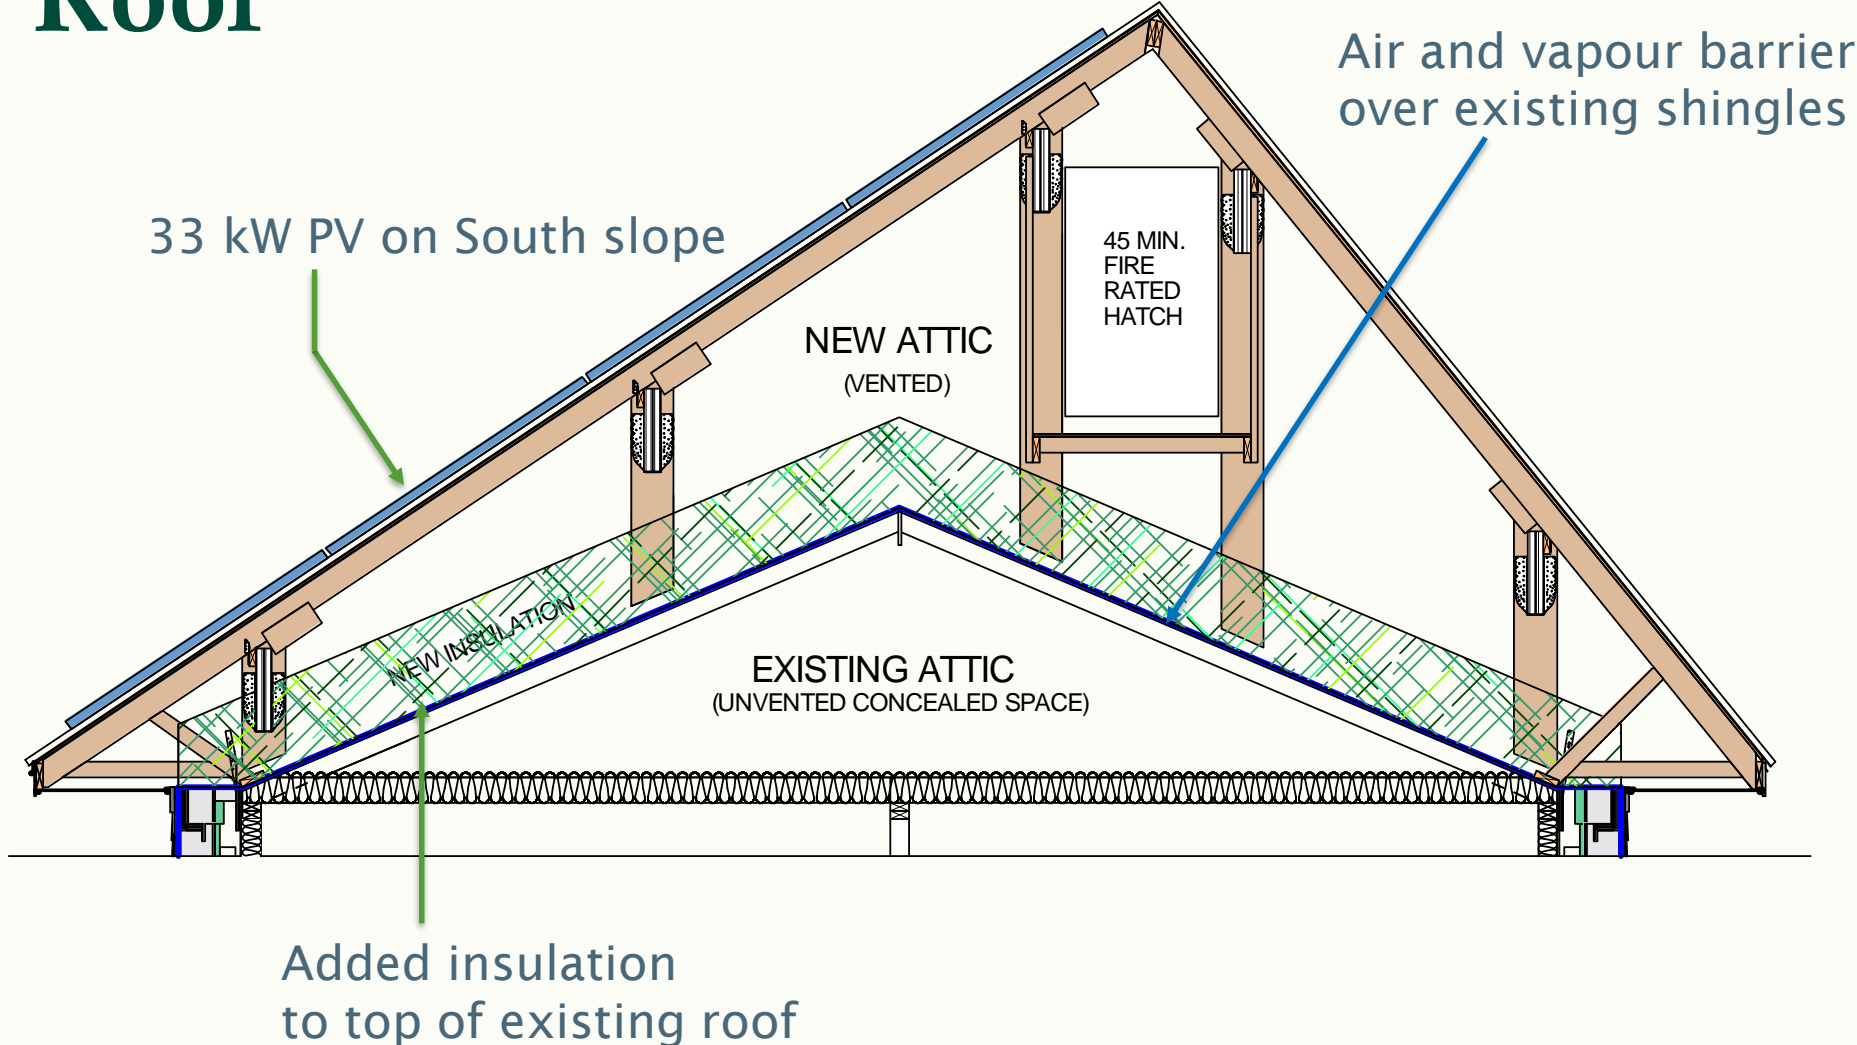 Roof
Air and vapour barrier
over existing shingles
33 kW PV on South slope
45 MIN.
FIRE
RATED
HATCH
NEW ATTIC
(VENTED)
NEW INSULATION
EXISTING ATTIC
(UNVENTED CONCEALED SPACE)
Added insulation
to top of existing roof